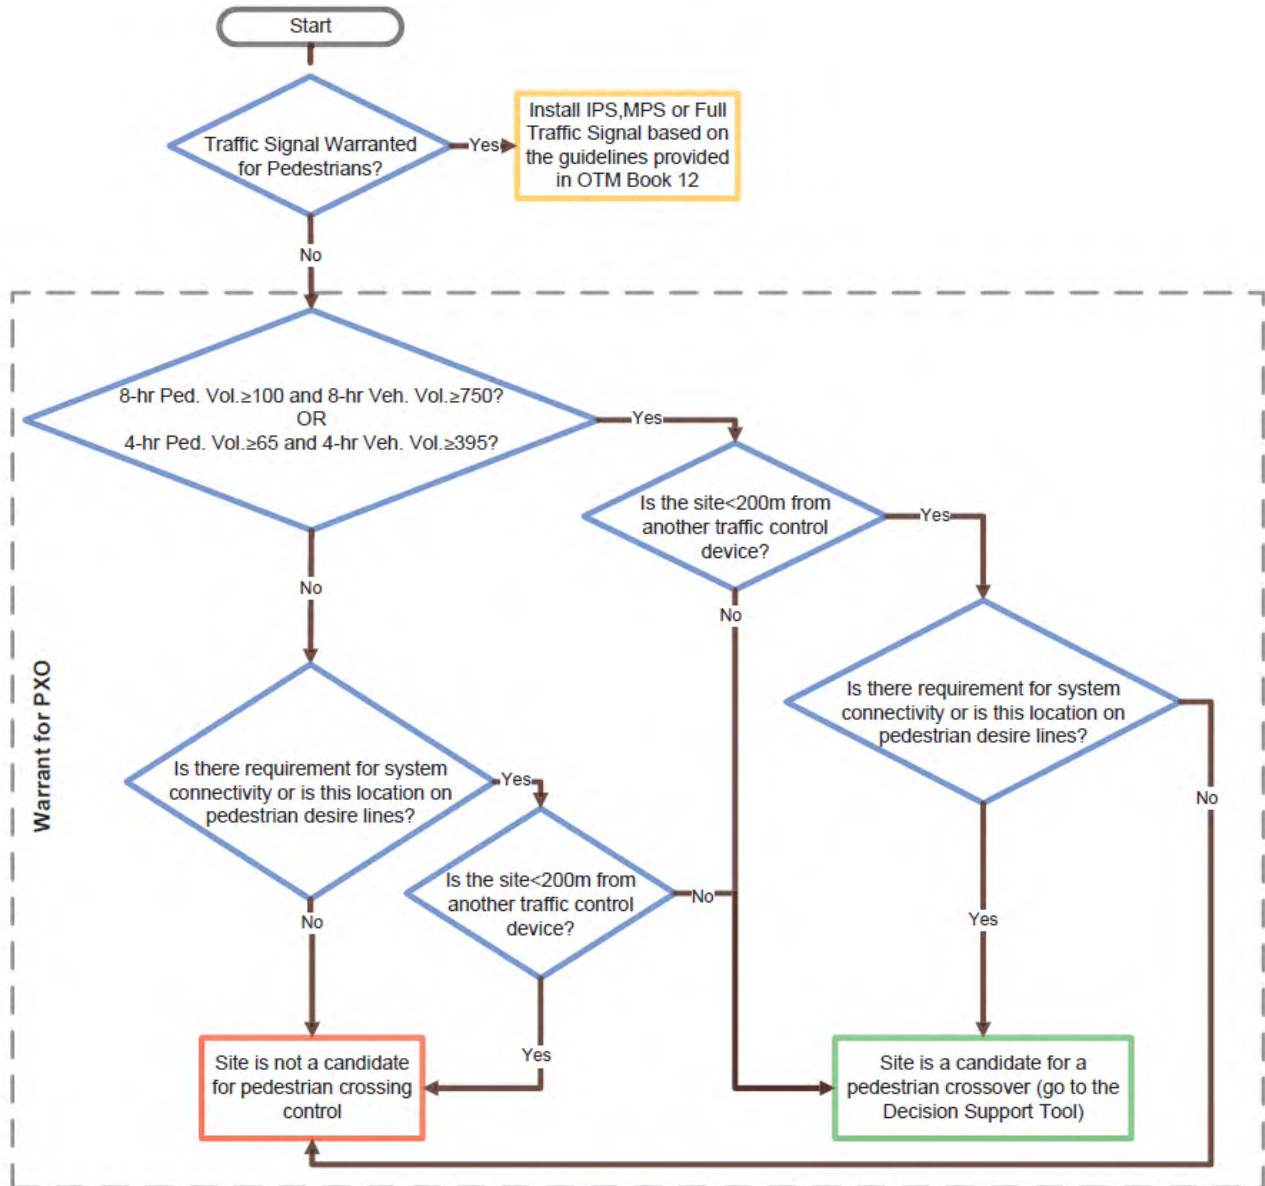 Start
Traffic Signal Warranted
for Pedestrians?
Yes
Install IPS,MPS or Full
Traffic Signal based on
the guidelines provided
in OTM Book 12
No
Warrant for PXO
8-hr Ped. Vol.≥100 and 8-hr Veh. Vol.≥750?
OR
4-hr Ped. Vol.≥65 and 4-hr Veh. Vol.≥395?
Yes
Is the site<200m from
another traffic control
device?
Yes
No
No
Is there requirement for system
connectivity or is this location on
pedestrian desire lines?
No
Is there requirement for system
connectivity or is this location on
pedestrian desire lines?
Yes
Is the site<200m from
another traffic control
device?
No
Yes
No
Yes
Site is not a candidate
for pedestrian crossing
control
Site is a candidate for a
pedestrian crossover (go to the
Decision Support Tool)